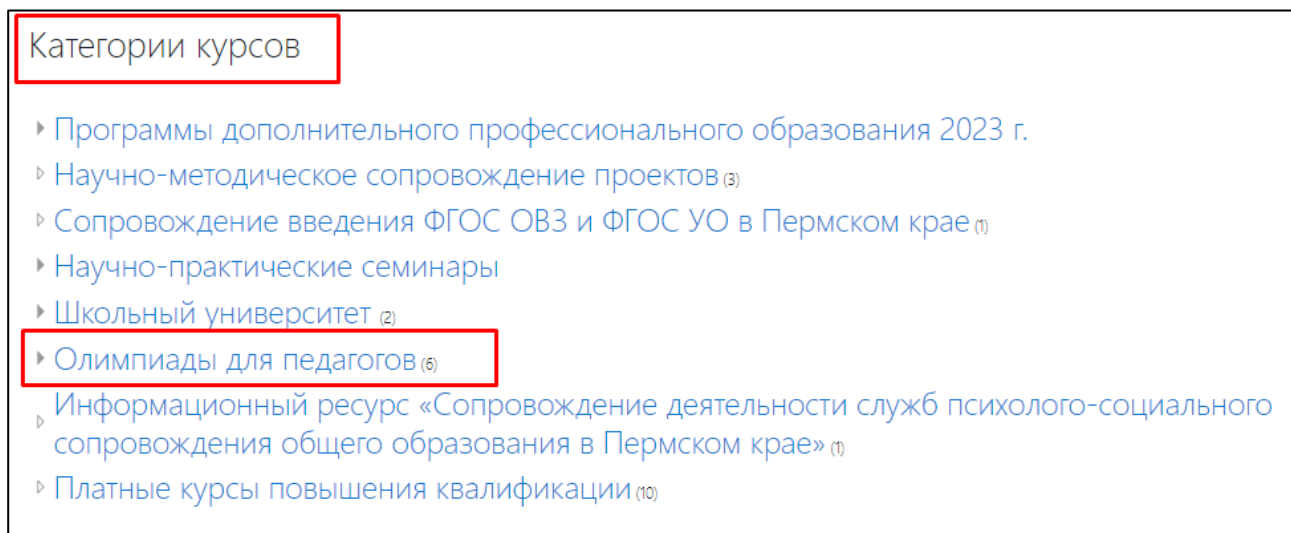 Категории курсов
Программы дополнительного профессионального образования 2023 г.
Научно-методическое сопровождение проектов (3)
Сопровождение введения ФГОС ОВЗ и ФГОС УО в Пермском крае (1)
Научно-практические семинары
Школьный университет (2)
Олимпиады для педагогов (6)
Информационный ресурс «Сопровождение деятельности служб психолого-социального
сопровождения общего образования в Пермском крае» (1)
Платные курсы повышения квалификации (10)